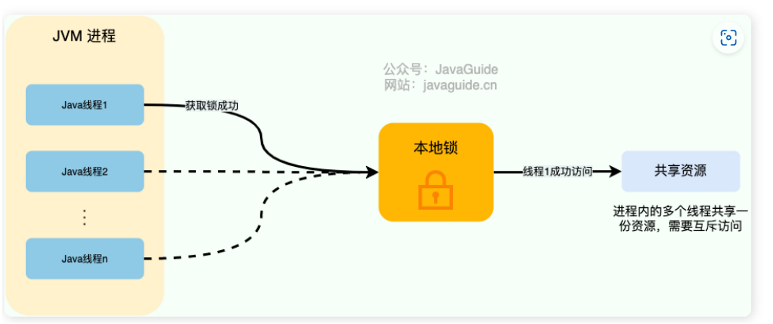 JVM 进程
公众号：JavaGuide
网站：javaguide.cn
Java线程1
获取锁成功
本地锁
Java线程2
线程1成功访问
共享资源
进程内的多个线程共享一
份资源，需要互斥访问
Java线程n